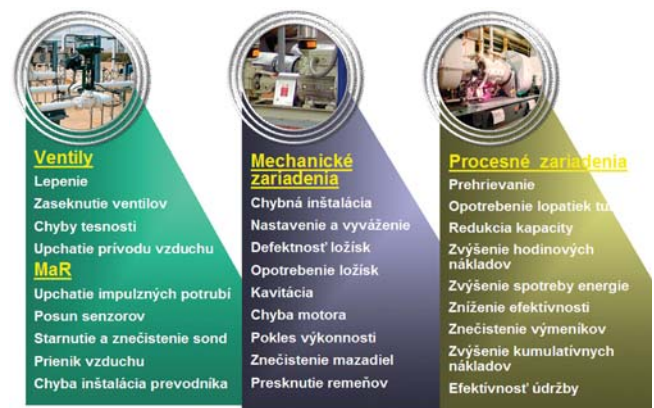 Ventily
Lepenie
Zaseknutie ventilov
Chyby tesnosti
Upchatie prívodu vzduchu
MaR
Upchatie impulzných potrubí
Posun senzorov
Starnutie a znečistenie sond
Prienik vzduchu
Chyba inštalácia prevodníka
Mechanické
zariadenia
Chybná inštalácia
Nastavenie a vyváženie
Defektnosť ložísk
Opotrebenie ložísk
Kavitácia
Chyba motora
Pokles výkonnosti
Znečistenie mazadiel
Presknutie remeňov
Procesné zariadenia
Prehrievanie
Opotrebenie lopatiek
Redukcia kapacity
Zvýšenie hodinových
nákladov
Zvýšenie spotreby energie
Zníženie efektívnosti
Znečistenie výmeníkov
Zvýšenie kumulatívnych
nákladov
Efektívnosť údržby